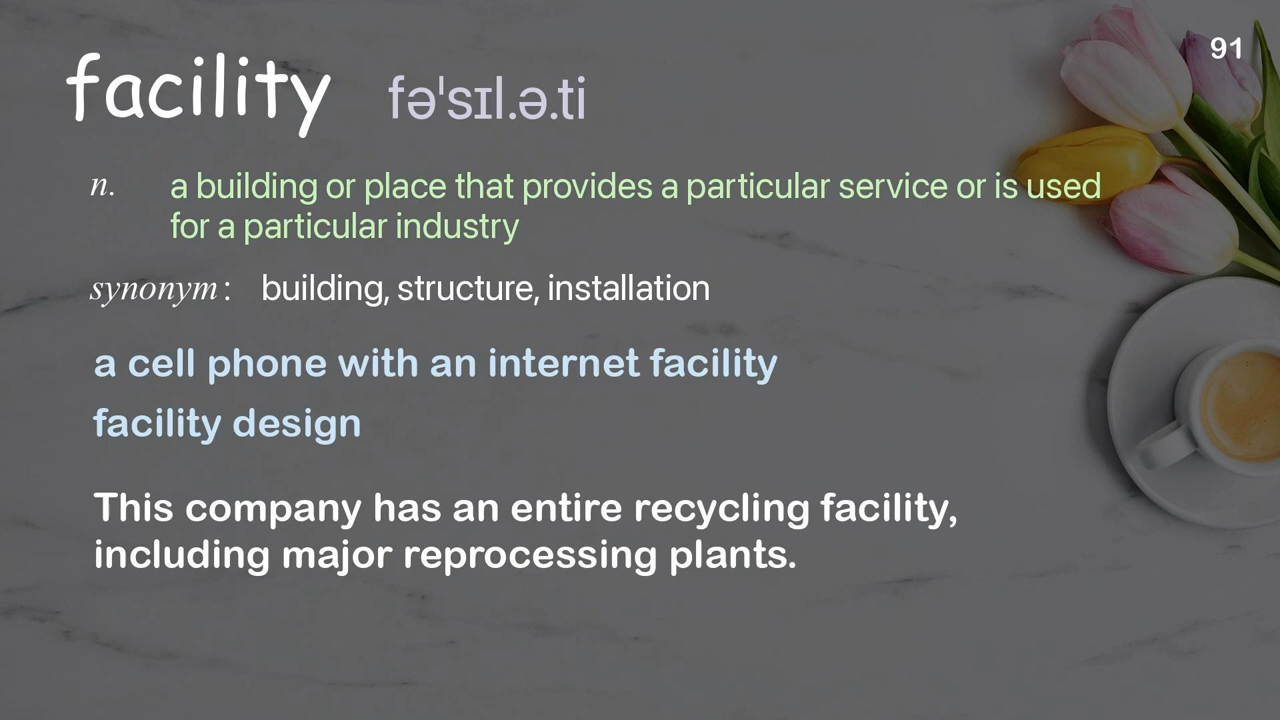 91
facility fəˈsɪl.ə.ti
n. a building or place that provides a particular service or is used
for a particular industry
synonym: building, structure, installation
a cell phone with an internet facility
facility design
This company has an entire recycling facility,
including major reprocessing plants.